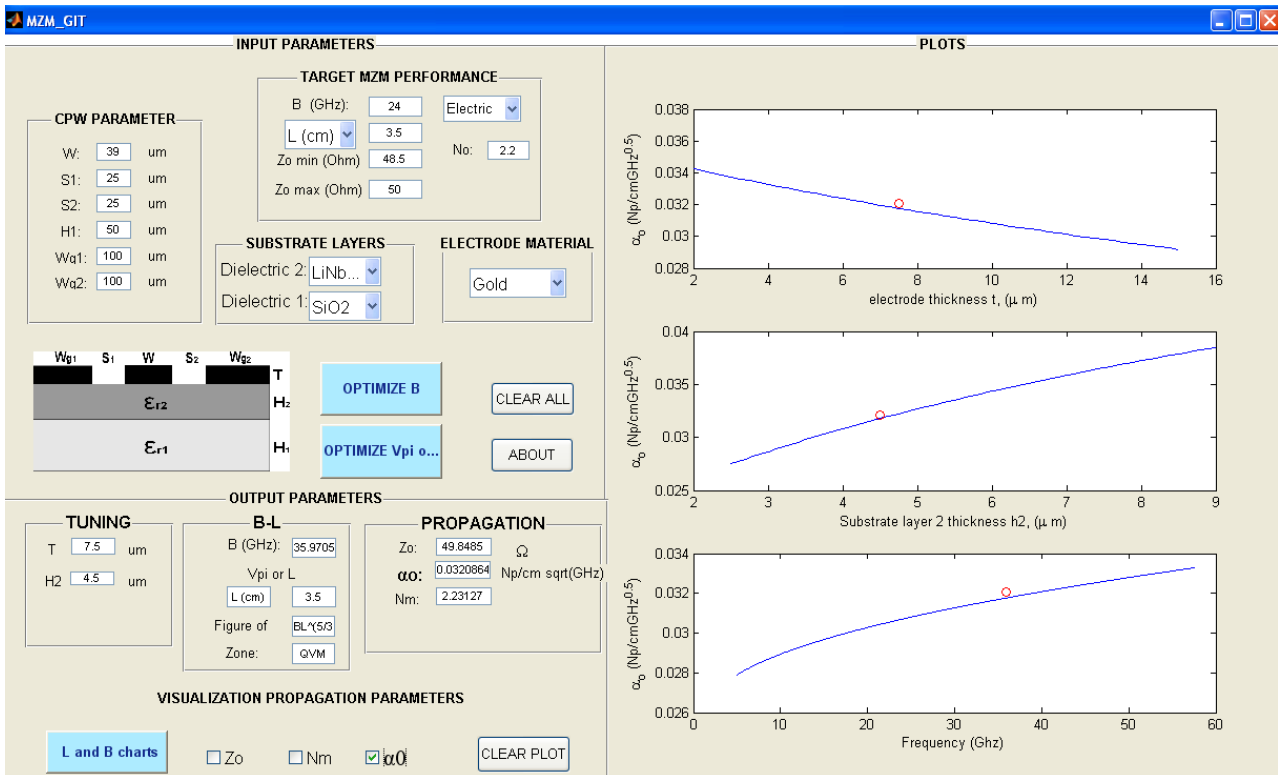 MZM_GIT
INPUT PARAMETERS
TARGET MZM PERFORMANCE
B (GHz): 24 Electric
L (cm) 3.5
No: 2.2
Zo min (Ohm) 48.5
Zo max (Ohm) 50
CPW PARAMETER
W: 39 um
S1: 25 um
S2: 25 um
H1: 50 um
Wg1: 100 um
Wg2: 100 um
SUBSTRATE LAYERS
Dielectric 2: LiNb...
Dielectric 1: SiO2
ELECTRODE MATERIAL
Gold
Wg1 S1 W S2 Wg2
T
εr2 H2
εr1 H1
OPTIMIZE B
CLEAR ALL
OPTIMIZE Vpi o...
ABOUT
OUTPUT PARAMETERS
TUNING
T 7.5 um
H2 4.5 um
B-L
B (GHz): 35.9705
Vpi or L
L (cm) 3.5
Figure of BL^(5/3
Zone: QVM
PROPAGATION
Zo: 49.8485 Ω
αo: 0.0320864 Np/cm sqrt(GHz)
Nm: 2.23127
VISUALIZATION PROPAGATION PARAMETERS
L and B charts
Zo Nm α0
CLEAR PLOT
PLOTS
0.038
0.036
0.034
0.032
0.03
0.028
αo (Np/cmGHz^0.5)
2 4 6 8 10 12 14 16
electrode thickness t, (μ m)
0.04
0.035
0.03
0.025
αo (Np/cmGHz^0.5)
2 3 4 5 6 7 8 9
Substrate layer 2 thickness h2, (μ m)
0.034
0.032
0.03
0.028
0.026
αo (Np/cmGHz^0.5)
0 10 20 30 40 50 60
Frequency (Ghz)